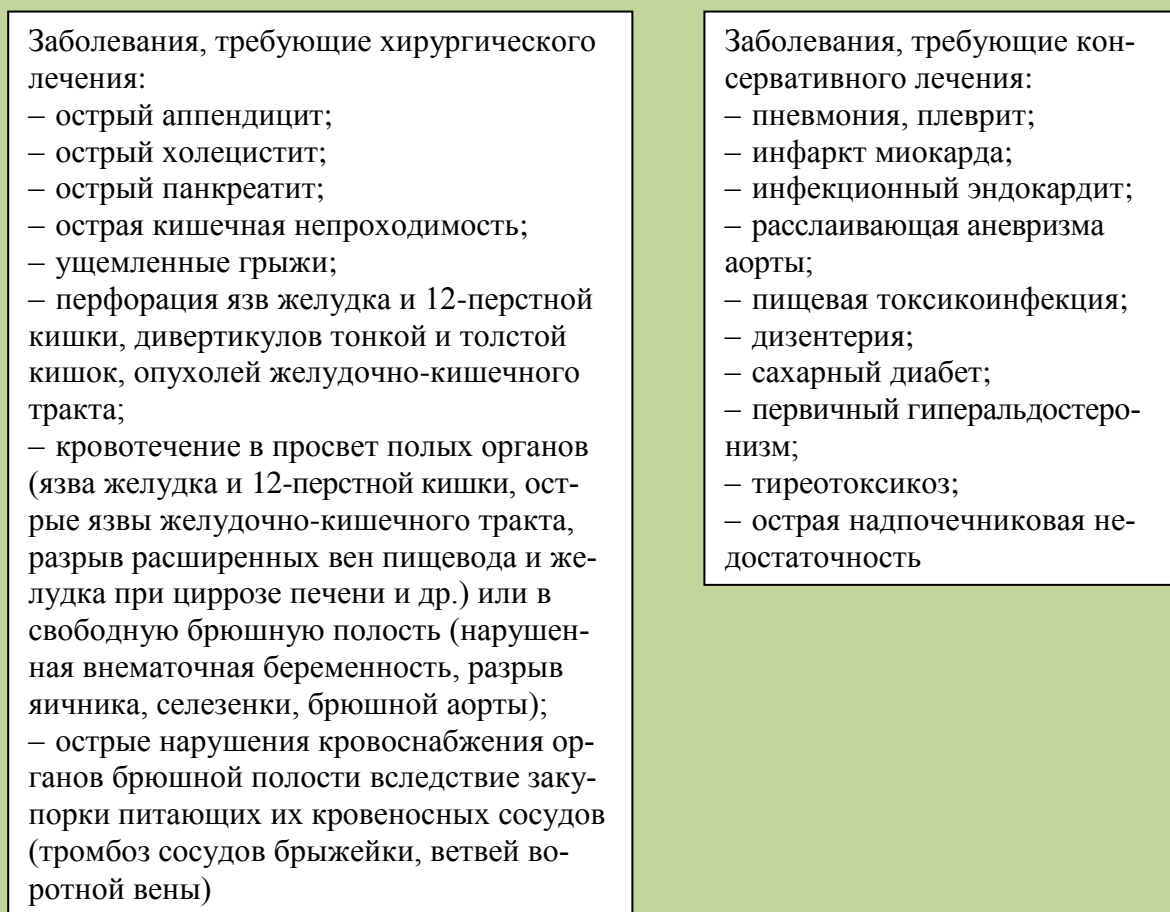 Заболевания, требующие хирургического
лечения:
– острый аппендицит;
– острый холецистит;
– острый панкреатит;
– острая кишечная непроходимость;
– ущемленные грыжи;
– перфорация язв желудка и 12-перстной
кишки, дивертикулов тонкой и толстой
кишок, опухолей желудочно-кишечного
тракта;
– кровотечение в просвет полых органов
(язва желудка и 12-перстной кишки, ост-
рые язвы желудочно-кишечного тракта,
разрыв расширенных вен пищевода и же-
лудка при циррозе печени и др.) или в
свободную брюшную полость (нарушен-
ная внематочная беременность, разрыв
яичника, селезенки, брюшной аорты);
– острые нарушения кровоснабжения ор-
ганов брюшной полости вследствие заку-
порки питающих их кровеносных сосудов
(тромбоз сосудов брыжейки, ветвей во-
ротной вены)
Заболевания, требующие кон-
сервативного лечения:
– пневмония, плеврит;
– инфаркт миокарда;
– инфекционный эндокардит;
– расслаивающая аневризма
аорты;
– пищевая токсикоинфекция;
– дизентерия;
– сахарный диабет;
– первичный гиперальдостеро-
низм;
– тиреотоксикоз;
– острая надпочечниковая не-
достаточность